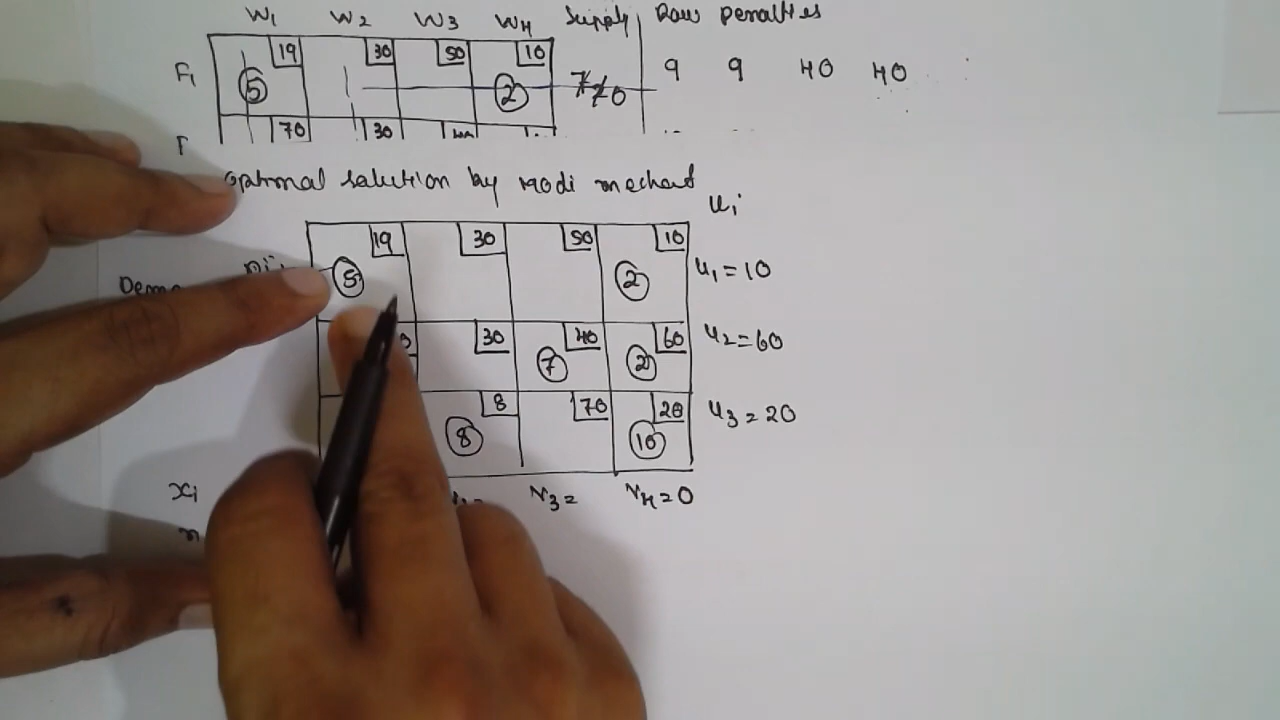 W1 W2 W3 W4 Supply Row penalties
19 30 50 10
F1 5 2 7/2/0 9 9 40 40
70 30
optimal solution by modi method
ui
19 30 50 10
5 2 u1=10
Dem
30 40 60 u2=60
7 2
8 70 20 u3=20
8 10
xi v3= v4=0